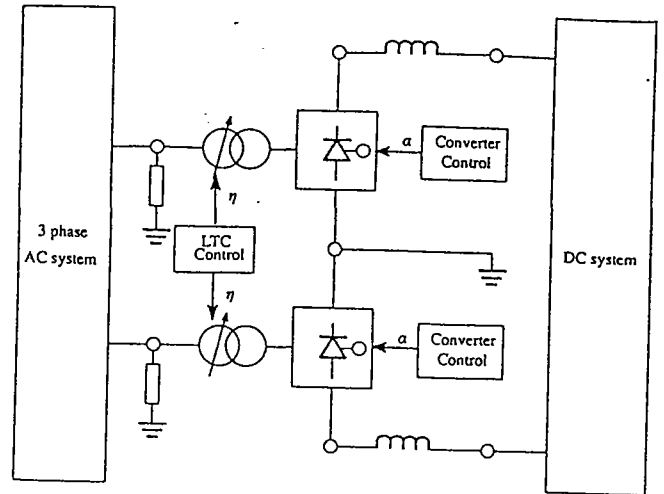 α
Converter
Control
η
3 phase
AC system
LTC
Control
DC system
η
α
Converter
Control